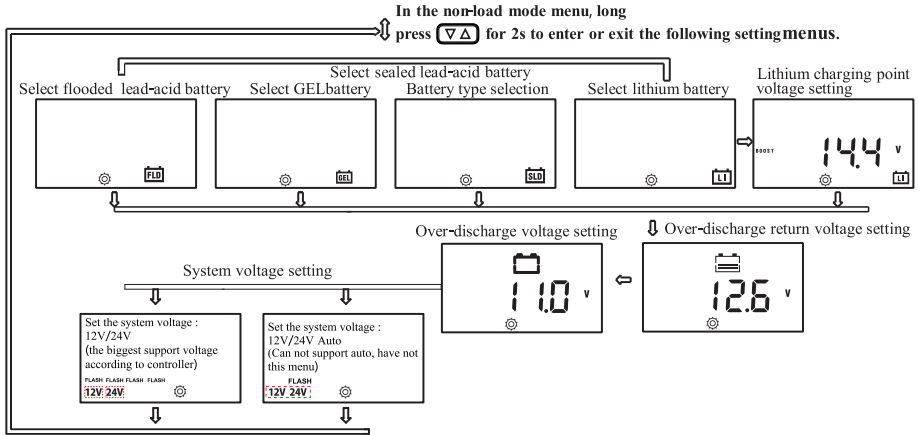 In the non-load mode menu, long
press ▽△ for 2s to enter or exit the following setting menus.
Select sealed lead-acid battery
Select flooded lead-acid battery
Select GELbattery
Battery type selection
Select lithium battery
Lithium charging point
voltage setting
FLD
GEL
SLD
LI
BOOST
14.4 V
LI
Over-discharge voltage setting
Over-discharge return voltage setting
11.0 V
12.6 V
System voltage setting
Set the system voltage :
12V/24V
(the biggest support voltage
according to controller)
FLASH FLASH FLASH FLASH
12V 24V
Set the system voltage :
12V/24V Auto
(Can not support auto, have not
this menu)
FLASH
12V 24V